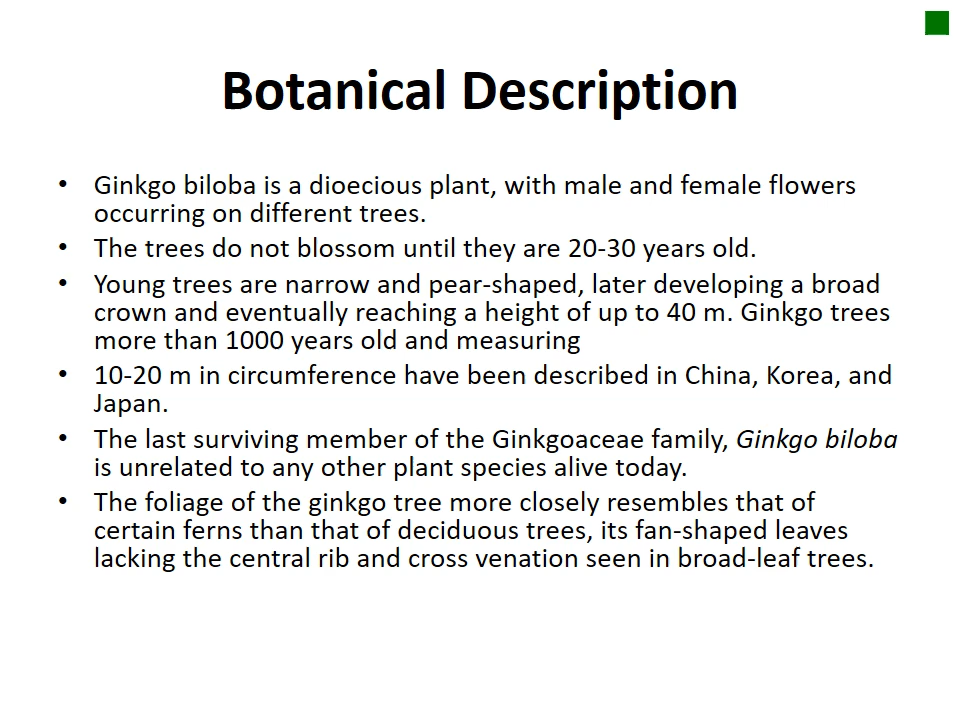 Botanical Description
• Ginkgo biloba is a dioecious plant, with male and female flowers
occurring on different trees.
• The trees do not blossom until they are 20-30 years old.
• Young trees are narrow and pear-shaped, later developing a broad
crown and eventually reaching a height of up to 40 m. Ginkgo trees
more than 1000 years old and measuring
• 10-20 m in circumference have been described in China, Korea, and
Japan.
• The last surviving member of the Ginkgoaceae family, Ginkgo biloba
is unrelated to any other plant species alive today.
• The foliage of the ginkgo tree more closely resembles that of
certain ferns than that of deciduous trees, its fan-shaped leaves
lacking the central rib and cross venation seen in broad-leaf trees.